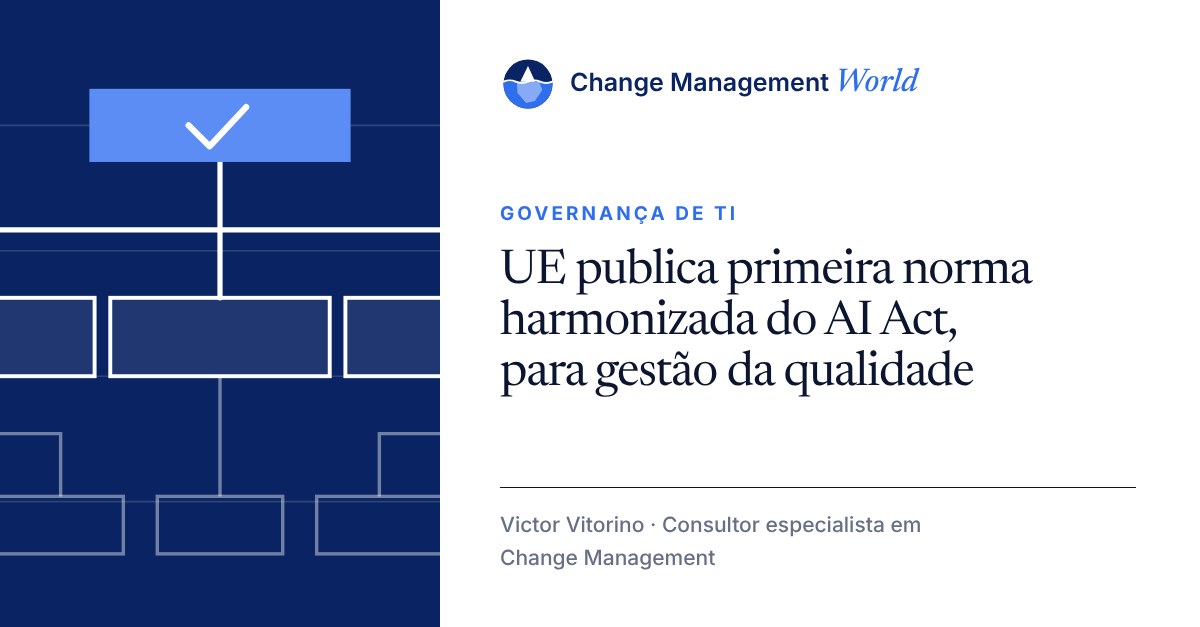 Change Management World
GOVERNANÇA DE TI
UE publica primeira norma
harmonizada do AI Act,
para gestão da qualidade
Victor Vitorino · Consultor especialista em
Change Management